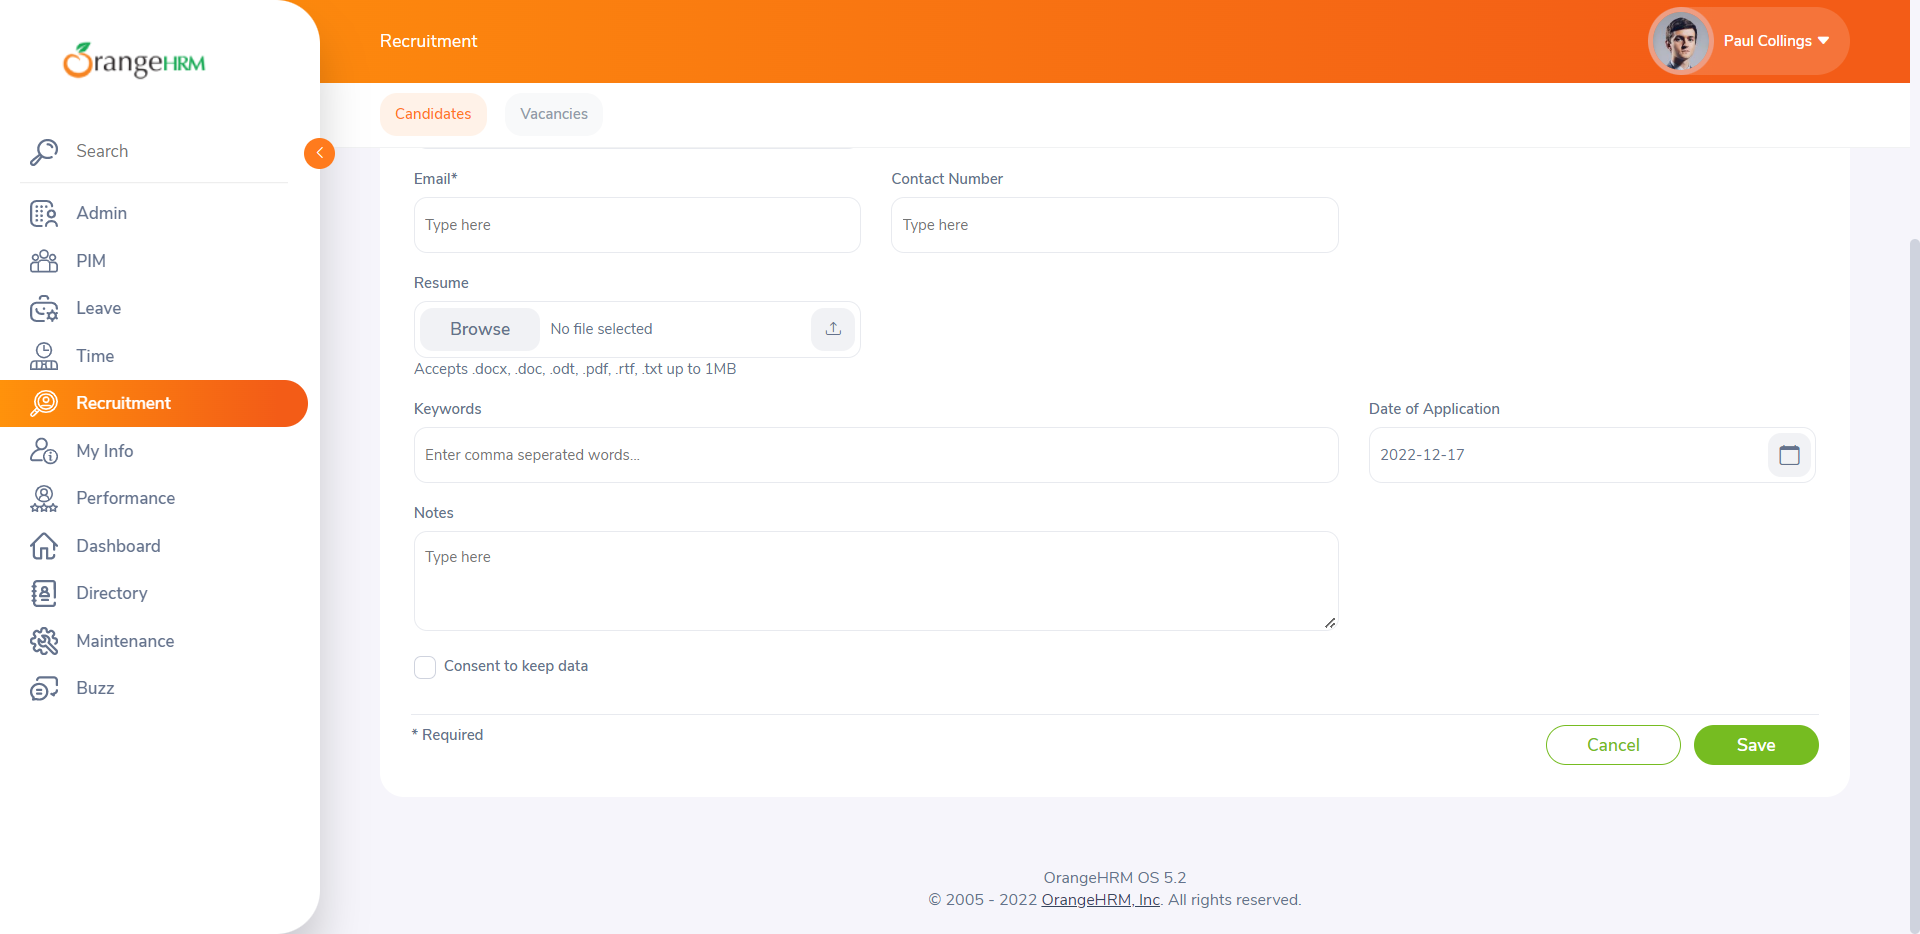 OrangeHRM
Recruitment
Paul Collings
Candidates
Vacancies
Search
Admin
PIM
Leave
Time
Recruitment
My Info
Performance
Dashboard
Directory
Maintenance
Buzz
Email*
Contact Number
Type here
Type here
Resume
Browse
No file selected
Accepts .docx, .doc, .odt, .pdf, .rtf, .txt up to 1MB
Keywords
Date of Application
Enter comma seperated words...
2022-12-17
Notes
Type here
Consent to keep data
* Required
Cancel
Save
OrangeHRM OS 5.2
© 2005 - 2022 OrangeHRM, Inc. All rights reserved.